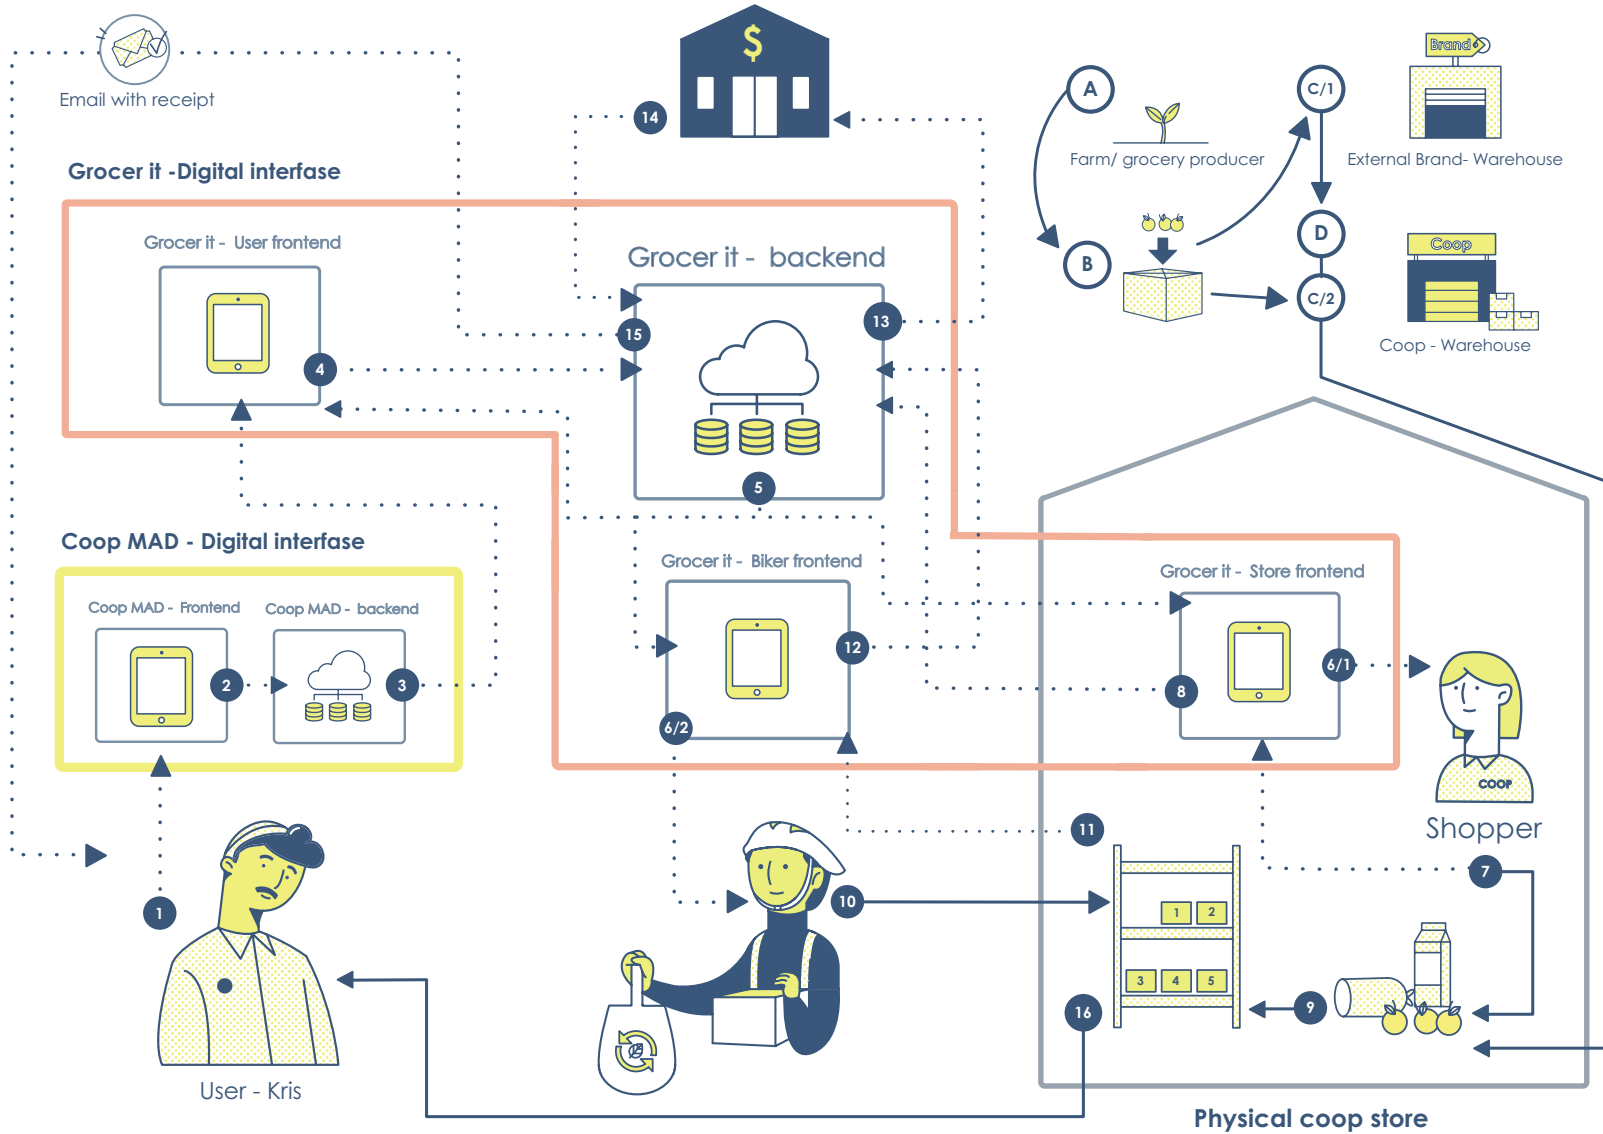 Email with receipt
$
14
A
C/1
Brand
Farm/ grocery producer
External Brand- Warehouse
Grocer it -Digital interfase
Grocer it - User frontend
Grocer it - backend
B
D
C/2
Coop
Coop - Warehouse
4
15
13
5
Coop MAD - Digital interfase
Coop MAD - Frontend
Coop MAD - backend
2
3
Grocer it - Biker frontend
12
6/2
Grocer it - Store frontend
8
6/1
COOP
Shopper
1
User - Kris
10
11
7
1
2
3
4
5
16
9
Physical coop store